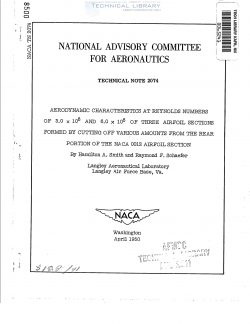 TECHNICAL LIBRARY
NATIONAL ADVISORY COMMITTEE
FOR AERONAUTICS
TECHNICAL NOTE 2074
AERODYNAMIC CHARACTERISTICS AT REYNOLDS NUMBERS
OF 3.0 x 10⁶ AND 6.0 x 10⁶ OF THREE AIRFOIL SECTIONS
FORMED BY CUTTING OFF VARIOUS AMOUNTS FROM THE REAR
PORTION OF THE NACA 0012 AIRFOIL SECTION
By Hamilton A. Smith and Raymond F. Schaefer
Langley Aeronautical Laboratory
Langley Air Force Base, Va.
NACA
Washington
April 1950